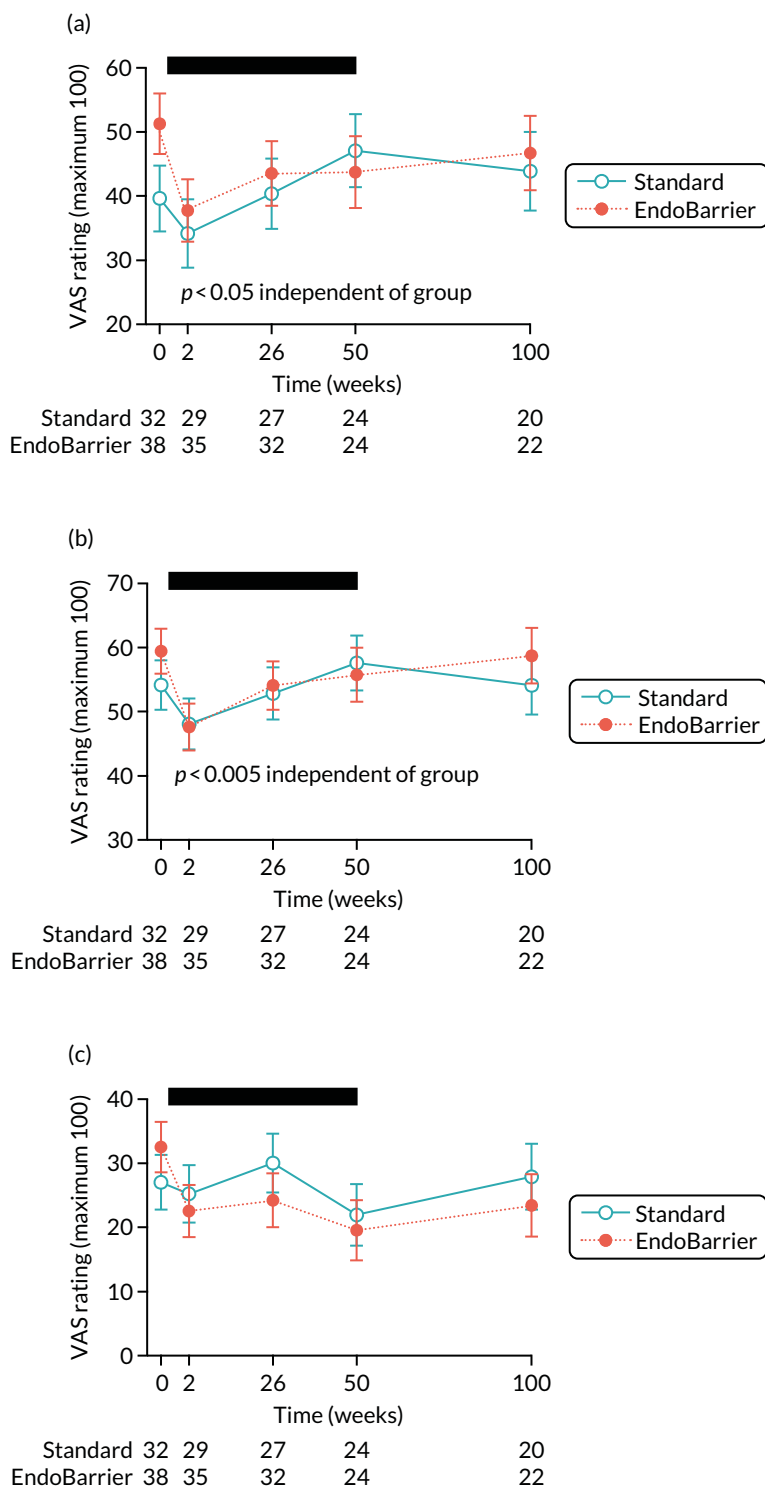 (a)
VAS rating (maximum 100)
60
50
40
30
20
p < 0.05 independent of group
0 2 26 50 100
Time (weeks)
Standard 32 29 27 24 20
EndoBarrier 38 35 32 24 22
Standard
EndoBarrier
(b)
VAS rating (maximum 100)
70
60
50
40
30
p < 0.005 independent of group
0 2 26 50 100
Time (weeks)
Standard 32 29 27 24 20
EndoBarrier 38 35 32 24 22
Standard
EndoBarrier
(c)
VAS rating (maximum 100)
40
30
20
10
0
0 2 26 50 100
Time (weeks)
Standard 32 29 27 24 20
EndoBarrier 38 35 32 24 22
Standard
EndoBarrier